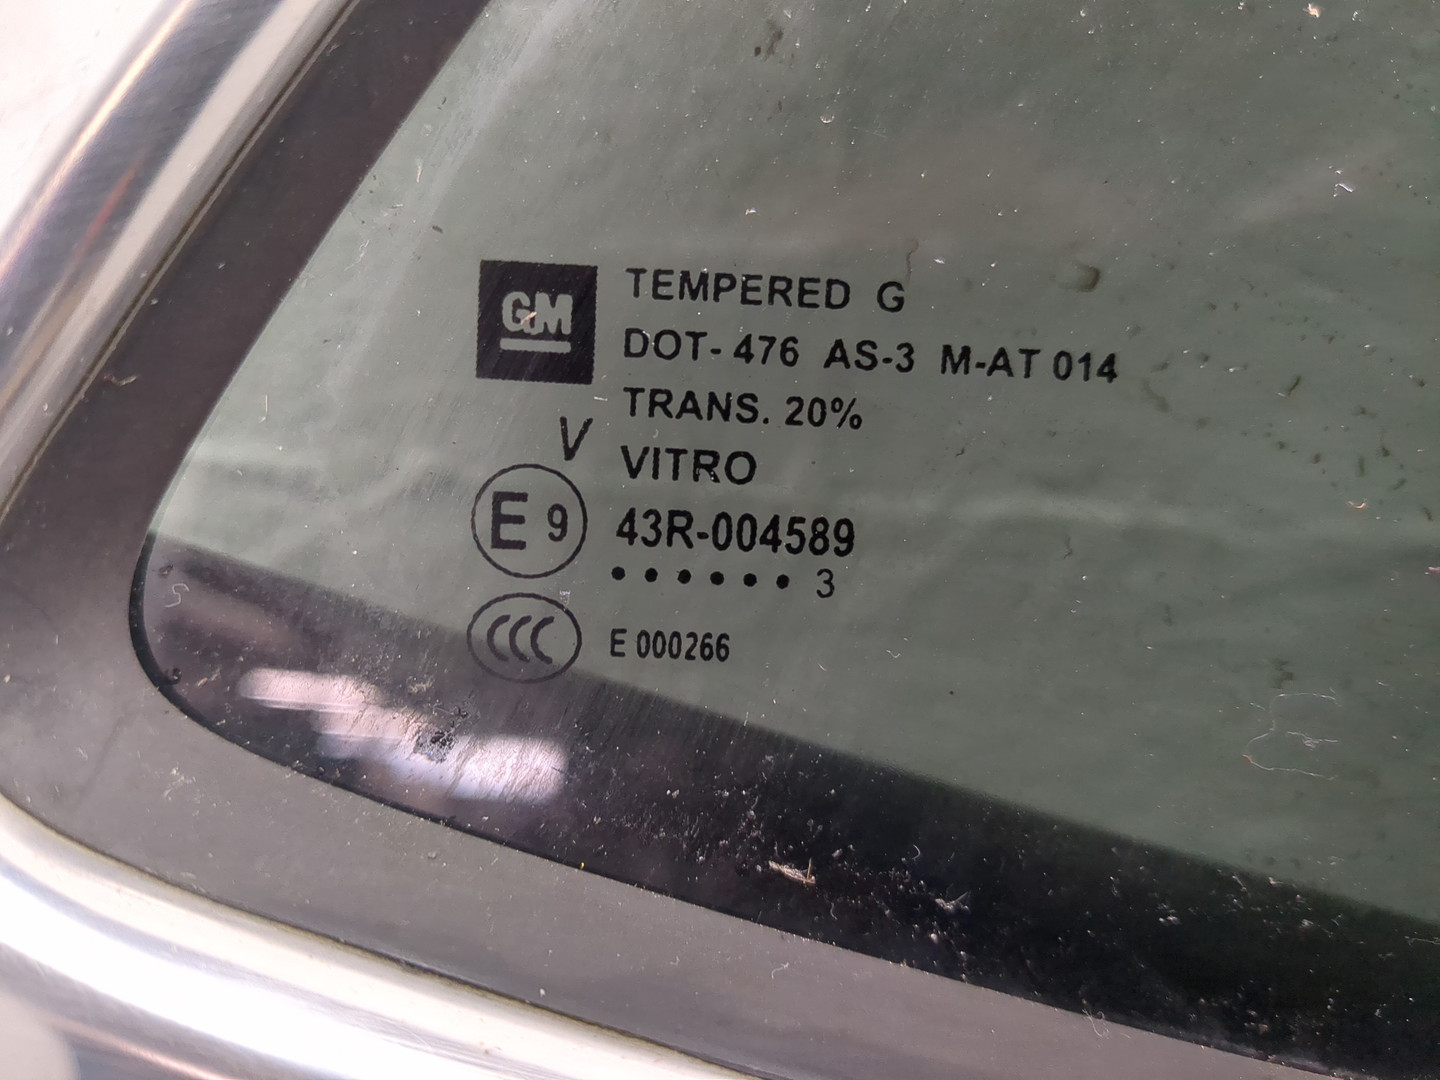 GM
TEMPERED G
DOT-476 AS-3 M-AT 014
TRANS. 20%
V
VITRO
E 9 43R-004589
• • • • • • 3
CCC E 000266